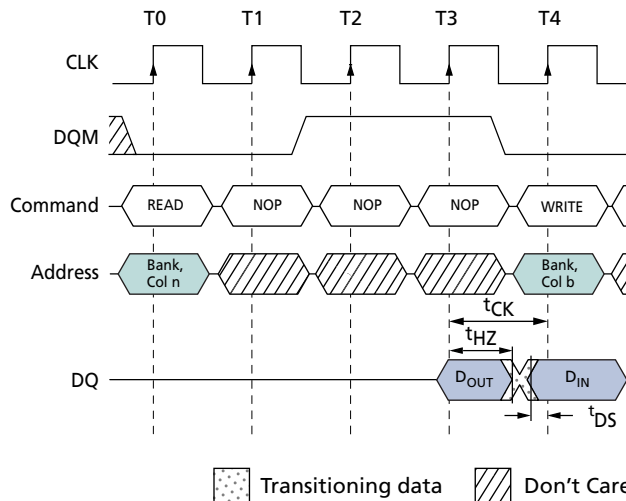 T0 T1 T2 T3 T4
CLK
DQM
Command READ NOP NOP NOP WRITE
Address Bank, Col n Bank, Col b
tCK
tHZ
DQ DOUT DIN
tDS
Transitioning data Don't Care